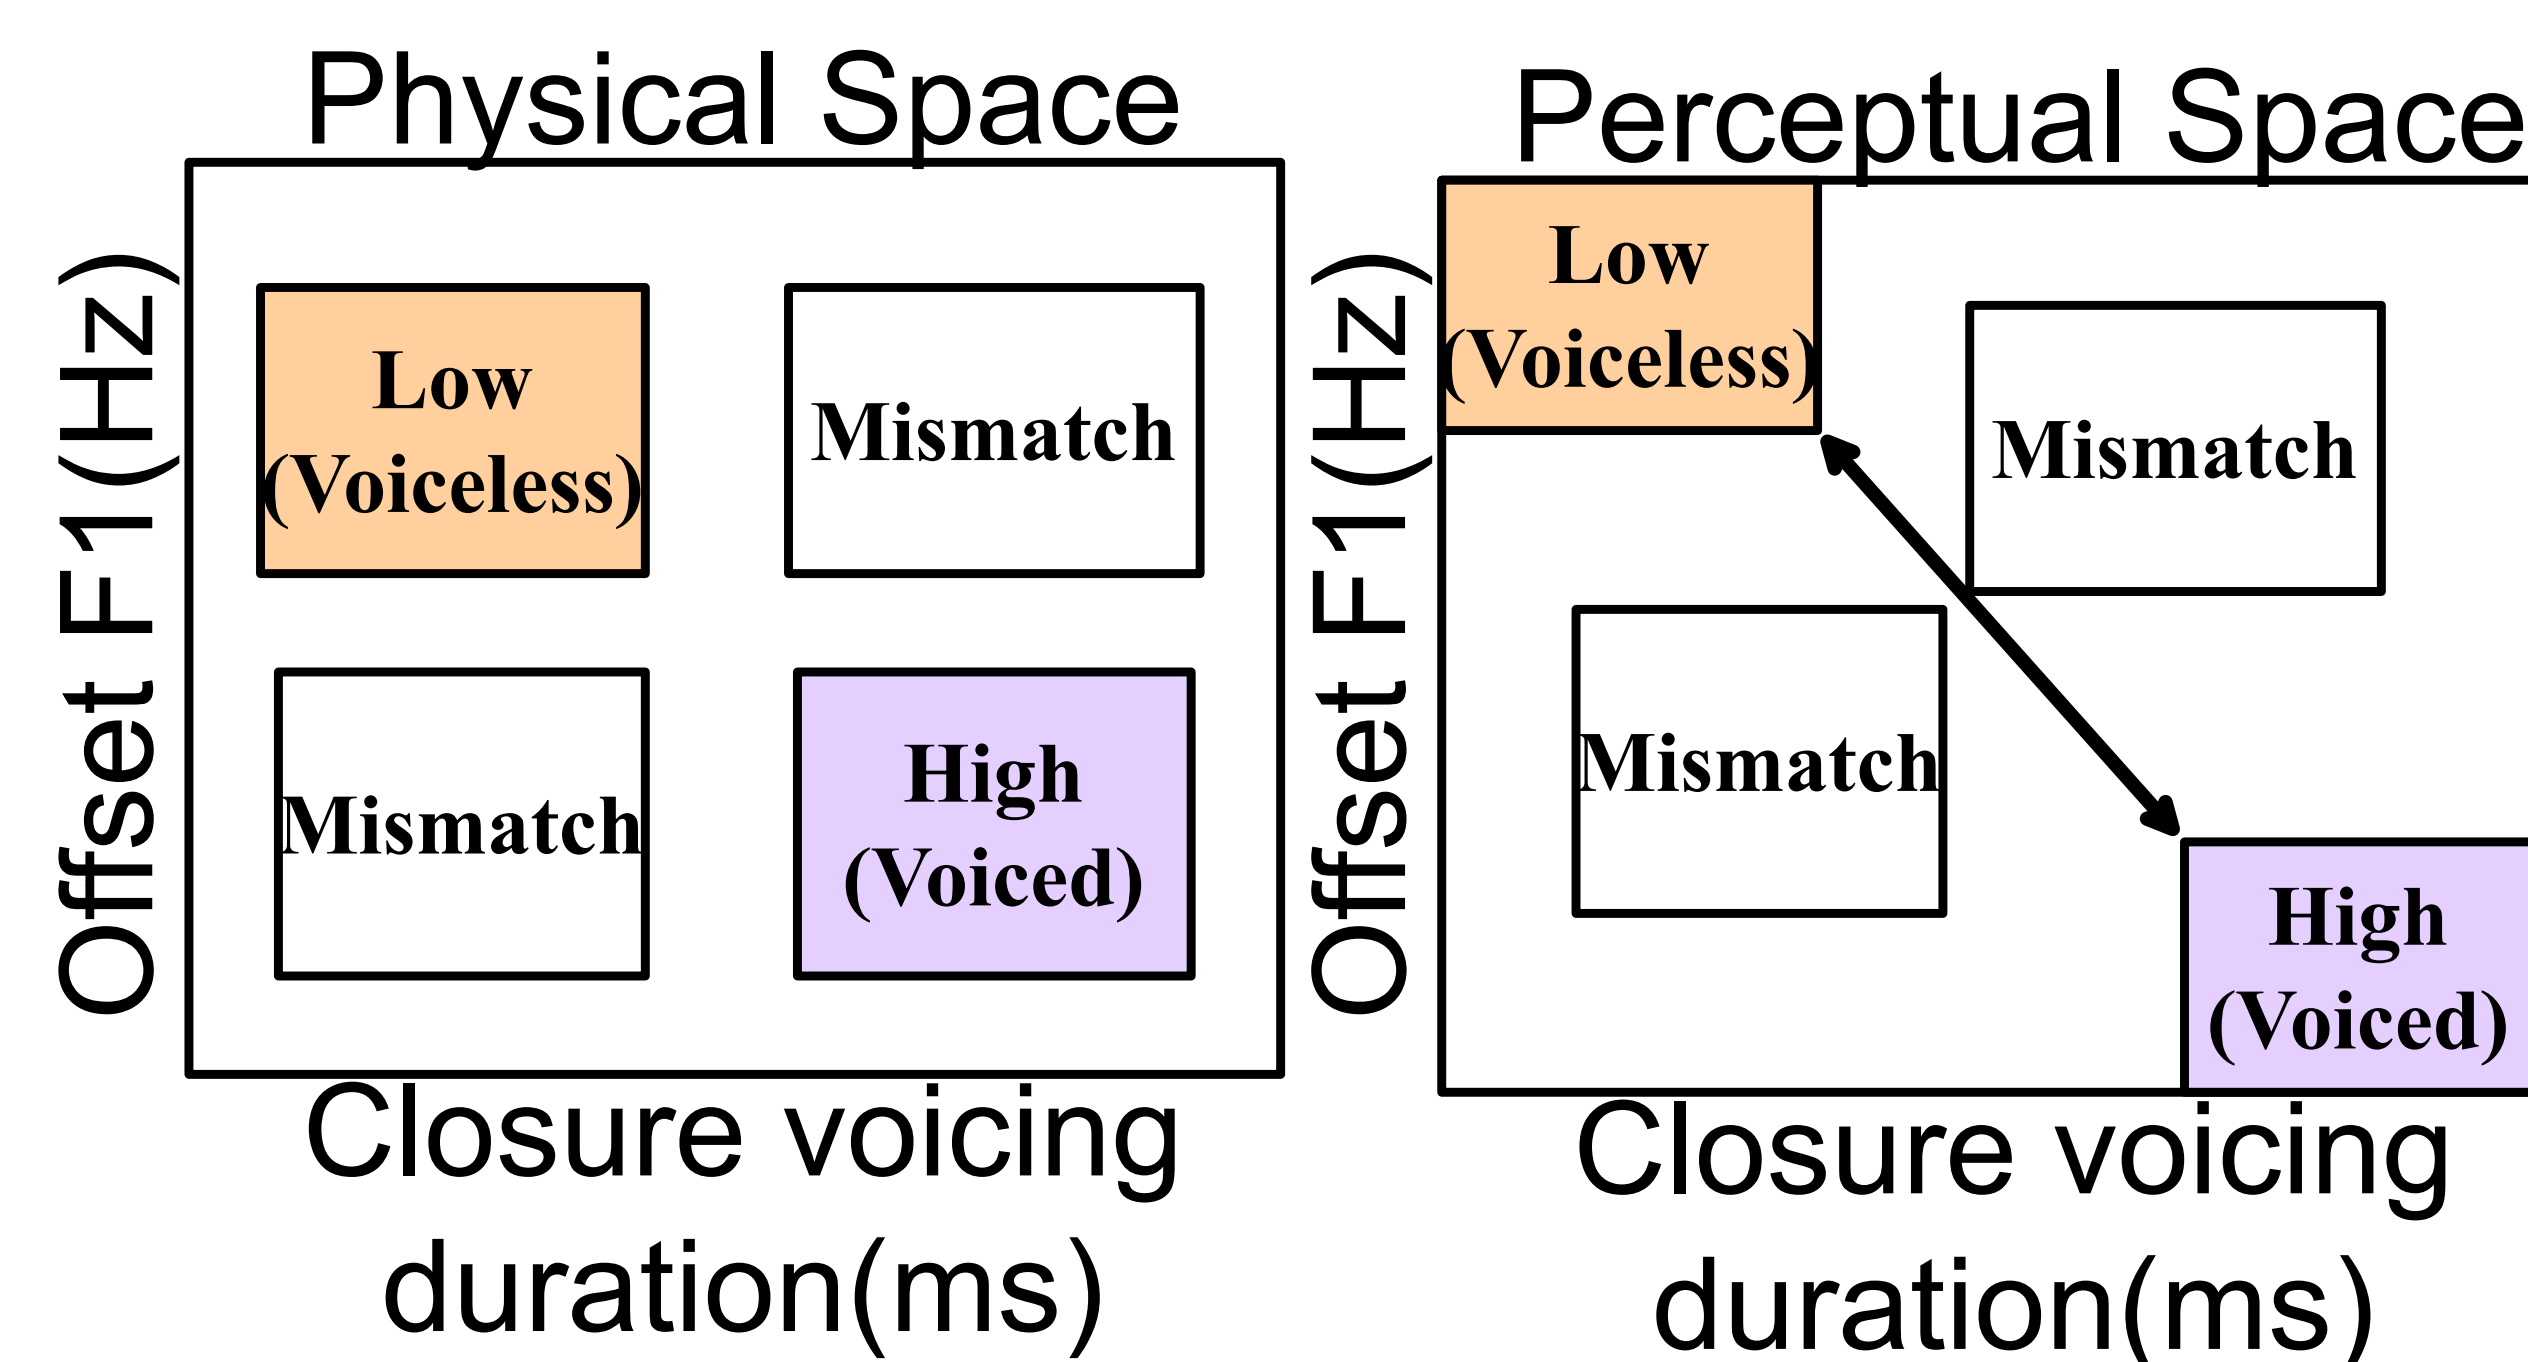 Physical Space
Offset F1(Hz)
Low
(Voiceless)
Mismatch
Mismatch
High
(Voiced)
Closure voicing
duration(ms)
Perceptual Space
Offset F1(Hz)
Low
(Voiceless)
Mismatch
Mismatch
High
(Voiced)
Closure voicing
duration(ms)